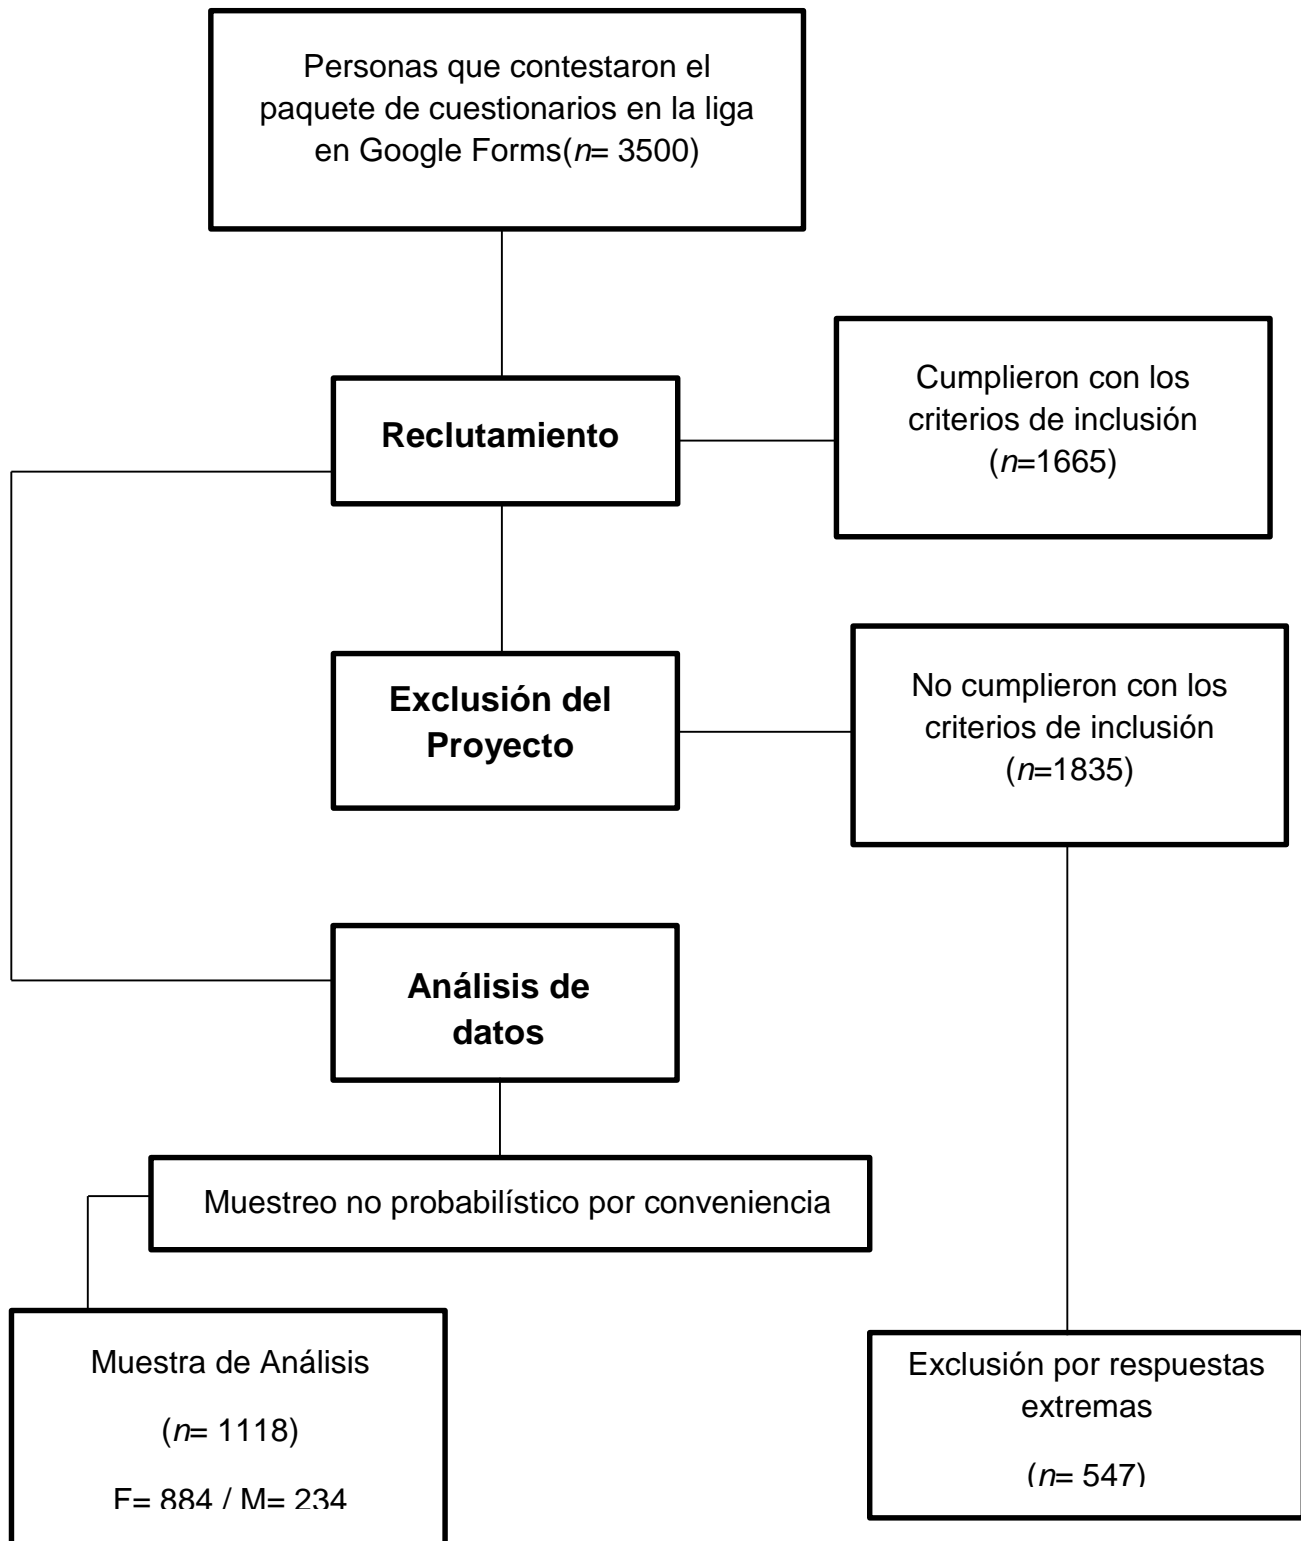 Personas que contestaron el
paquete de cuestionarios en la liga
en Google Forms(n= 3500)
Reclutamiento
Cumplieron con los
criterios de inclusión
(n=1665)
Exclusión del
Proyecto
No cumplieron con los
criterios de inclusión
(n=1835)
Análisis de
datos
Muestreo no probabilístico por conveniencia
Muestra de Análisis
(n= 1118)
F= 884 / M= 234
Exclusión por respuestas
extremas
(n= 547)